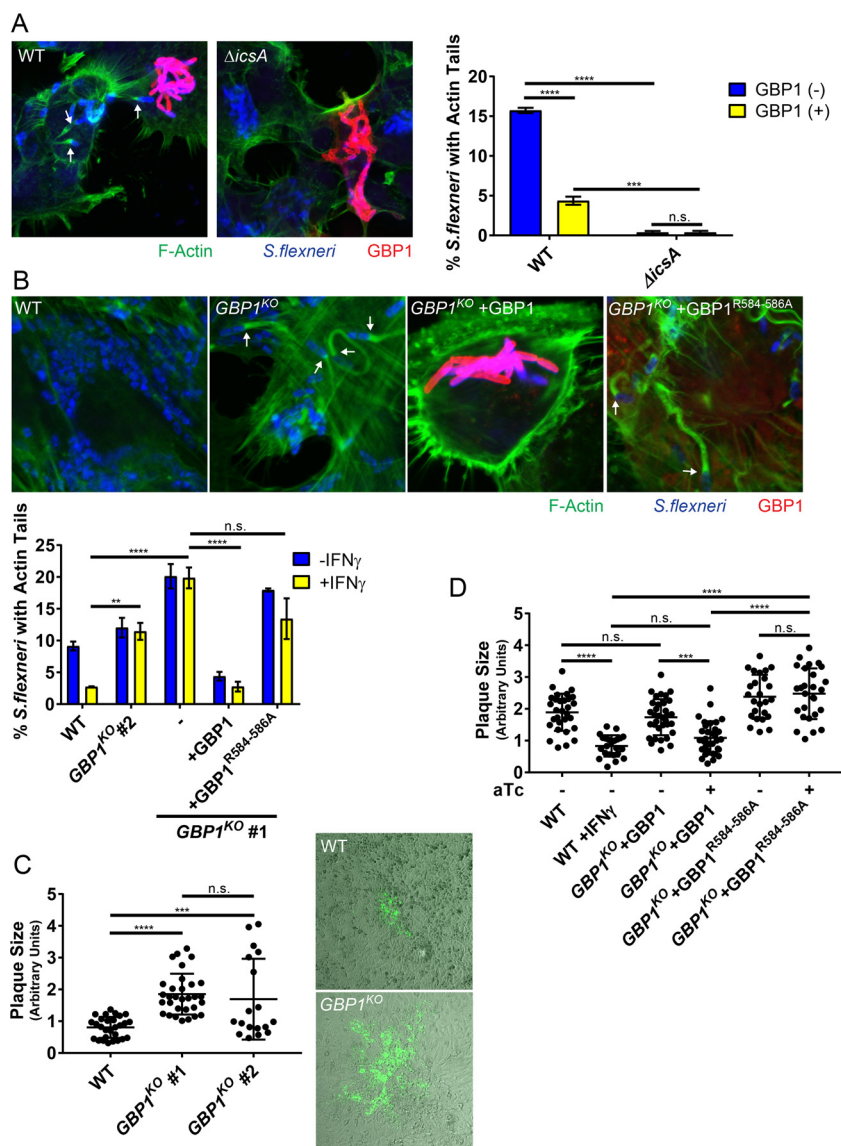 A
WT
ΔicsA
F-Actin
S.flexneri
GBP1
% S.flexneri with Actin Tails
20
15
10
5
0
****
****
***
n.s.
GBP1 (-)
GBP1 (+)
WT
ΔicsA
B
WT
GBP1KO
GBP1KO +GBP1
GBP1KO +GBP1R584-586A
F-Actin
S.flexneri
GBP1
% S.flexneri with Actin Tails
25
20
15
10
5
0
n.s.
****
****
**
-IFNγ
+IFNγ
WT
GBP1KO #2
-
+GBP1
+GBP1R584-586A
GBP1KO #1
C
Plaque Size
(Arbitrary Units)
5
4
3
2
1
0
n.s.
***
****
WT
GBP1KO #1
GBP1KO #2
WT
GBP1KO
D
Plaque Size
(Arbitrary Units)
5
4
3
2
1
0
****
n.s.
****
n.s.
n.s.
****
***
aTc
-
-
-
+
-
+
WT
WT +IFNγ
GBP1KO +GBP1
GBP1KO +GBP1
GBP1KO +GBP1R584-586A
GBP1KO +GBP1R584-586A